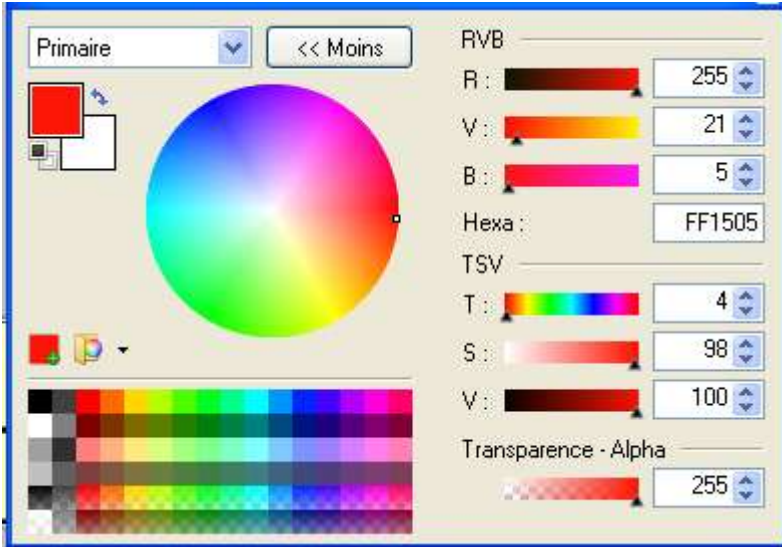 Primaire
<< Moins
RVB
R : 255
V : 21
B : 5
Hexa : FF1505
TSV
T : 4
S : 98
V : 100
Transparence - Alpha
255